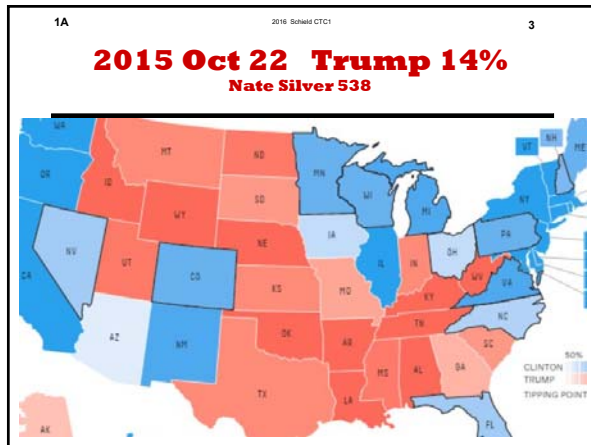 1A 2016 Schield CTC1 3
2015 Oct 22 Trump 14%
Nate Silver 538
WA
MT
ND
MN
VT
NH
ME
OR
ID
SD
WI
MI
NY
WY
IA
PA
NE
NV
UT
CO
IL
IN
OH
WV
VA
CA
KS
MO
KY
NC
AZ
NM
OK
AR
TN
SC
MS
AL
GA
TX
LA
FL
AK
50%
CLINTON
TRUMP
TIPPING POINT